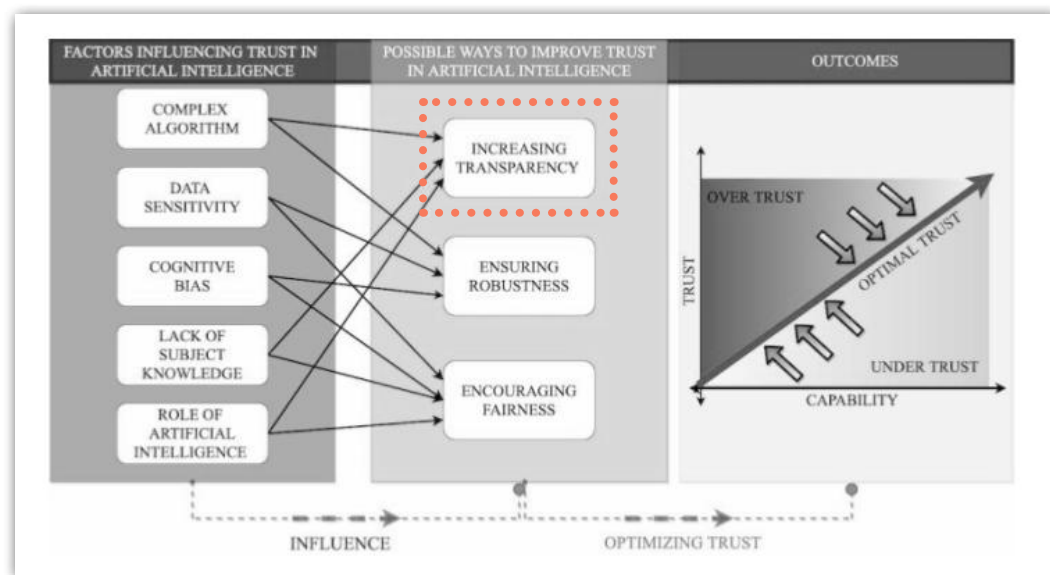 FACTORS INFLUENCING TRUST IN
ARTIFICIAL INTELLIGENCE
POSSIBLE WAYS TO IMPROVE TRUST
IN ARTIFICIAL INTELLIGENCE
OUTCOMES
COMPLEX
ALGORITHM
DATA
SENSITIVITY
COGNITIVE
BIAS
LACK OF
SUBJECT
KNOWLEDGE
ROLE OF
ARTIFICIAL
INTELLIGENCE
INCREASING
TRANSPARENCY
ENSURING
ROBUSTNESS
ENCOURAGING
FAIRNESS
TRUST
OVER TRUST
OPTIMAL TRUST
UNDER TRUST
CAPABILITY
INFLUENCE
OPTIMIZING TRUST